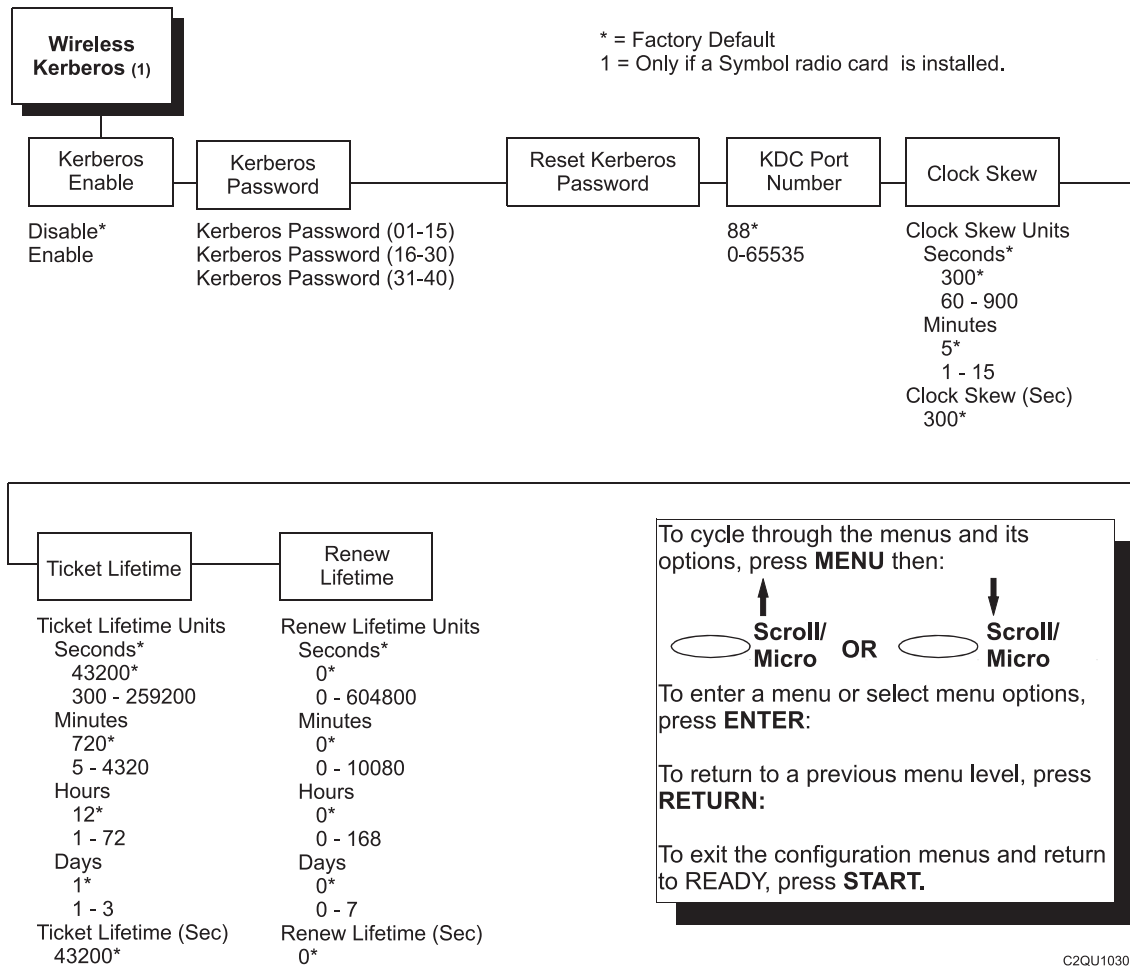 Wireless
Kerberos (1)
* = Factory Default
1 = Only if a Symbol radio card is installed.
Kerberos
Enable
Kerberos
Password
Reset Kerberos
Password
KDC Port
Number
Clock Skew
Disable*
Enable
Kerberos Password (01-15)
Kerberos Password (16-30)
Kerberos Password (31-40)
88*
0-65535
Clock Skew Units
Seconds*
300*
60 - 900
Minutes
5*
1 - 15
Clock Skew (Sec)
300*
Ticket Lifetime
Renew
Lifetime
Ticket Lifetime Units
Seconds*
43200*
300 - 259200
Minutes
720*
5 - 4320
Hours
12*
1 - 72
Days
1*
1 - 3
Ticket Lifetime (Sec)
43200*
Renew Lifetime Units
Seconds*
0*
0 - 604800
Minutes
0*
0 - 10080
Hours
0*
0 - 168
Days
0*
0 - 7
Renew Lifetime (Sec)
0*
To cycle through the menus and its
options, press MENU then:
Scroll/
Micro
OR
Scroll/
Micro
To enter a menu or select menu options,
press ENTER:
To return to a previous menu level, press
RETURN:
To exit the configuration menus and return
to READY, press START.
C2QU1030